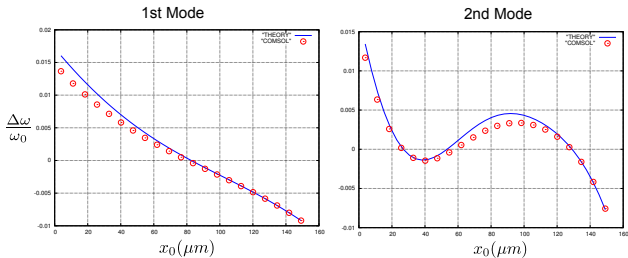 1st Mode
2nd Mode
"THEORY"
"COMSOL"
0.02
0.015
0.01
0.005
0
-0.005
-0.01
0 20 40 60 80 100 120 140 160
Δω
ω₀
x₀(μm)
"THEORY"
"COMSOL"
0.015
0.01
0.005
0
-0.005
-0.01
0 20 40 60 80 100 120 140 160
x₀(μm)